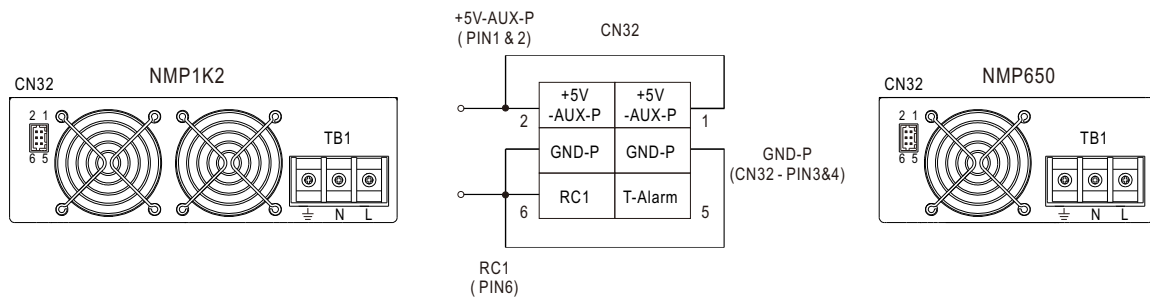 NMP1K2
CN32
2 1
6 5
TB1
N L
+5V-AUX-P
( PIN1 & 2)
CN32
+5V
-AUX-P
+5V
-AUX-P
2
1
GND-P
GND-P
RC1
T-Alarm
6
5
GND-P
(CN32 - PIN3&4)
RC1
( PIN6)
NMP650
CN32
2 1
6 5
TB1
N L